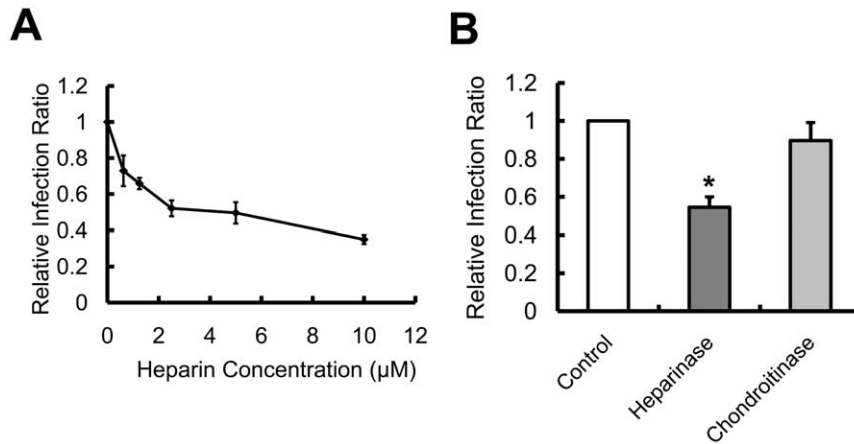 A
Relative Infection Ratio
1.2
1
0.8
0.6
0.4
0.2
0
0 2 4 6 8 10 12
Heparin Concentration (µM)
B
Relative Infection Ratio
1.2
1
0.8
0.6
0.4
0.2
0
*
Control
Heparinase
Chondroitinase